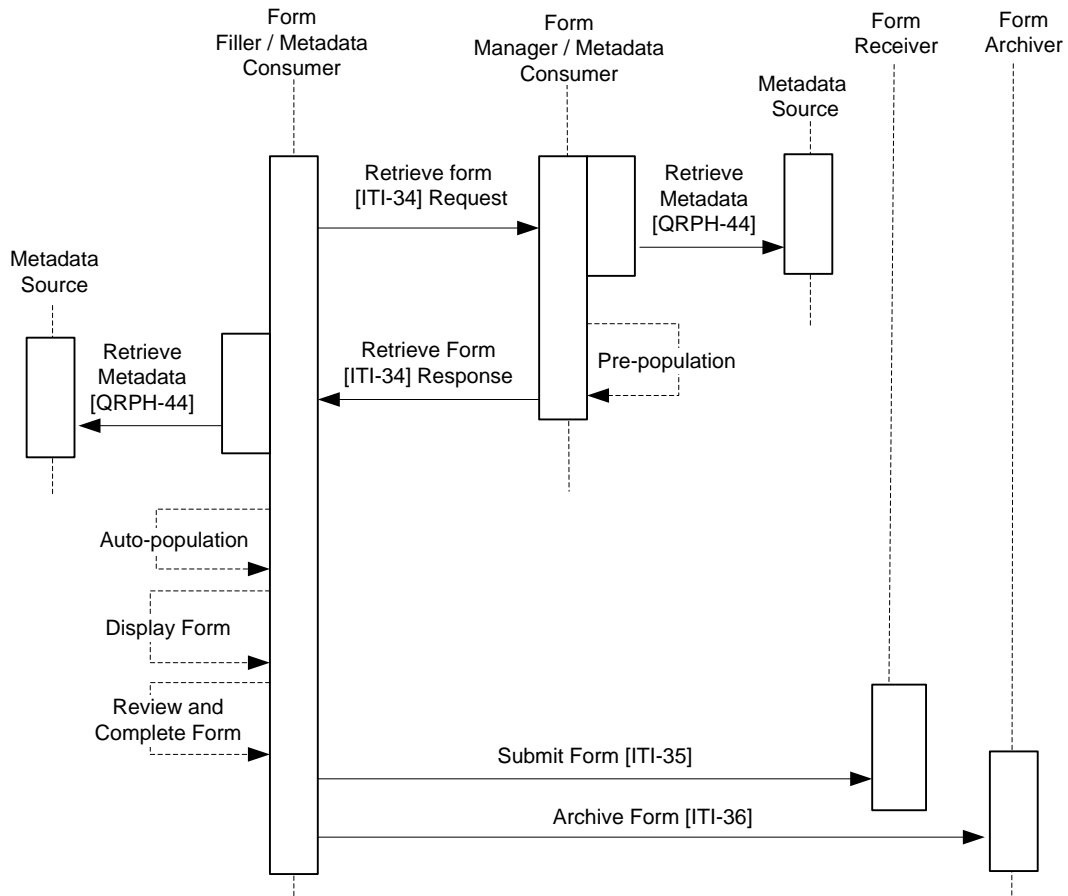 Form
Filler / Metadata
Consumer
Form
Manager / Metadata
Consumer
Form
Receiver
Form
Archiver
Metadata
Source
Retrieve form
[ITI-34] Request
Retrieve
Metadata
[QRPH-44]
Metadata
Source
Retrieve
Metadata
[QRPH-44]
Retrieve Form
[ITI-34] Response
Pre-population
Auto-population
Display Form
Review and
Complete Form
Submit Form [ITI-35]
Archive Form [ITI-36]